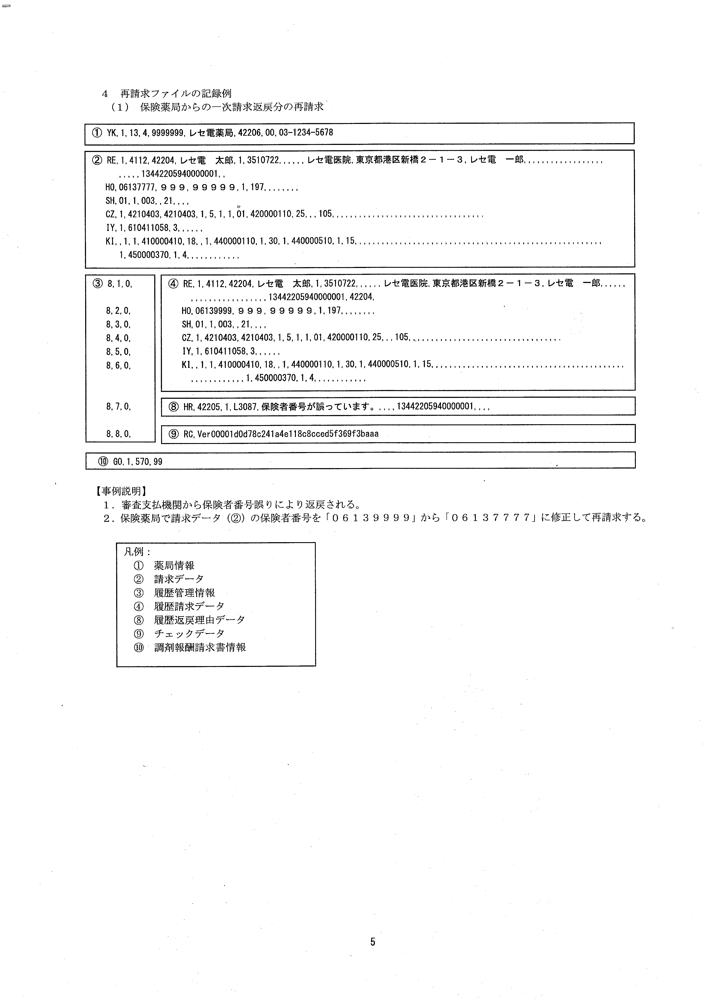 4　再請求ファイルの記録例
（1）　保険薬局からの一次請求返戻分の再請求
① YK,1,13,4,9999999,レセ電薬局,42206,00,03-1234-5678
② RE,1,4112,42204,レセ電　太郎,1,3510722,,,,,,レセ電医院,東京都港区新橋２－１－３,レセ電　一郎,,,,,,,,,,,,,,,,,,
,,,,,13442205940000001,,
HO,06137777,９９９,９９９９９,1,197,,,,,,,,
SH,01,1,003,,21,,,,
CZ,1,4210403,4210403,1,5,1,1,01,420000110,25,,,105,,,,,,,,,,,,,,,,,,,,,,,,,,,,,,
IY,1,610411058,3,,,,,,
KI,,1,1,410000410,18,,1,440000110,1,30,1,440000510,1,15,,,,,,,,,,,,,,,,,,,,,,,,,,,,,,,,,,,,,,,,,,,,,,,,
1,450000370,1,4,,,,,,,,,,,,
③ 8,1,0,
④ RE,1,4112,42204,レセ電　太郎,1,3510722,,,,,,レセ電医院,東京都港区新橋２－１－３,レセ電　一郎,,,,,,
,,,,,,,,,,,,,,,,,13442205940000001,42204,
8,2,0,
HO,06139999,９９９,９９９９９,1,197,,,,,,,,
8,3,0,
SH,01,1,003,,21,,,,
8,4,0,
CZ,1,4210403,4210403,1,5,1,1,01,420000110,25,,,105,,,,,,,,,,,,,,,,,,,,,,,,,,,,,,
8,5,0,
IY,1,610411058,3,,,,,,
8,6,0,
KI,,1,1,410000410,18,,1,440000110,1,30,1,440000510,1,15,,,,,,,,,,,,,,,,,,,,,,,,,,,,,,,,,,,,,,
,,,,,,,,,,,,1,450000370,1,4,,,,,,,,,,,,
8,7,0,
⑧ HR,42205,1,L3087,保険者番号が誤っています。,,,,13442205940000001,,,,
8,8,0,
⑨ RC,Ver00001d0d78c241a4e118c8cced5f369f3baaa
⑩ GO,1,570,99
【事例説明】
１．審査支払機関から保険者番号誤りにより返戻される。
２．保険薬局で請求データ（②）の保険者番号を「０６１３９９９９」から「０６１３７７７７」に修正して再請求する。
凡例：
①　薬局情報
②　請求データ
③　履歴管理情報
④　履歴請求データ
⑧　履歴返戻理由データ
⑨　チェックデータ
⑩　調剤報酬請求書情報
5